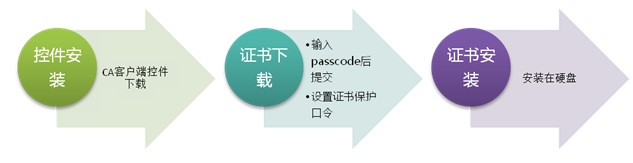 控件安
装
CA客户端控件
下载
证书下
载
•输入
passcode后
提交
•设置证书保护
口令
证书安
装
安装在硬盘